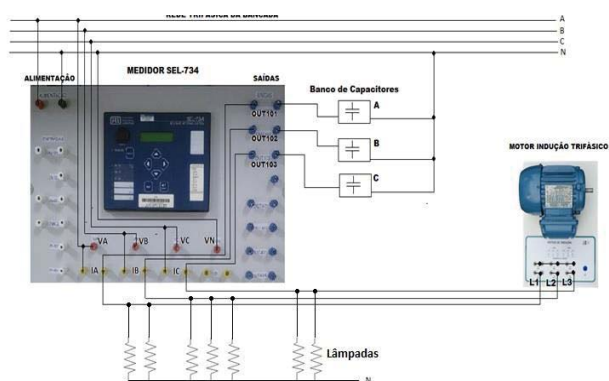 REDE TRIFÁSICA DA BANCADA
A
B
C
N
ALIMENTAÇÃO
MEDIDOR SEL-734
SAÍDAS
Banco de Capacitores
OUT101
OUT102
OUT103
A
B
C
MOTOR INDUÇÃO TRIFÁSICO
VA
VB
VC
VN
IA
IB
IC
L1
L2
L3
Lâmpadas
N